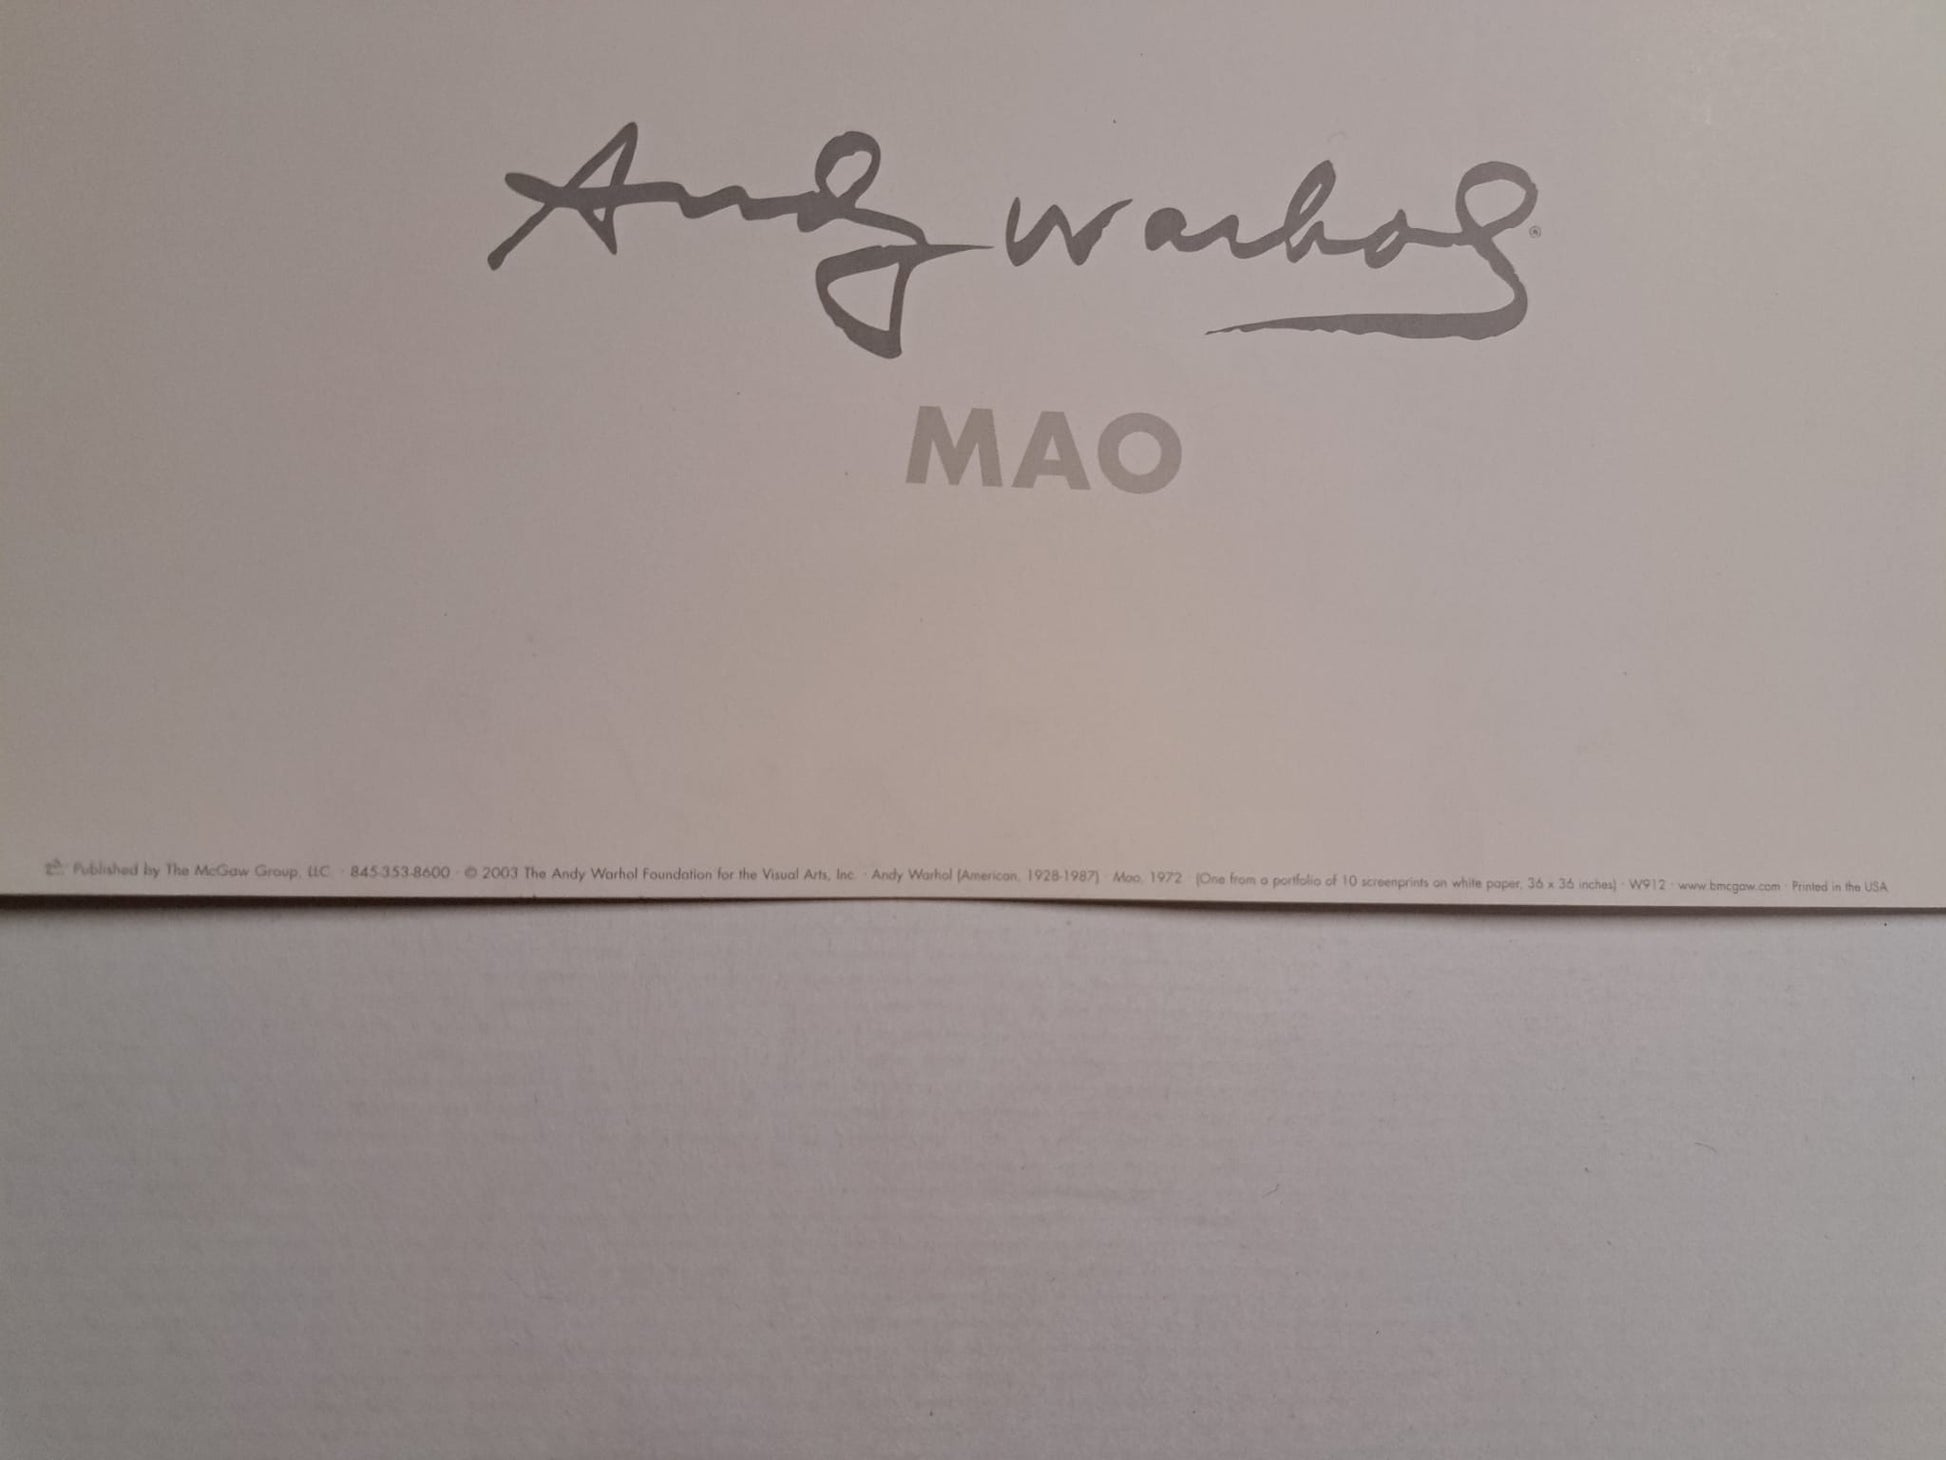 Andy Warhol®
MAO
Published by The McGaw Group, LLC · 845-353-8600 · © 2003 The Andy Warhol Foundation for the Visual Arts, Inc. · Andy Warhol (American, 1928-1987) · Mao, 1972 (One from a portfolio of 10 screenprints on white paper, 36 x 36 inches) · W912 · www.bmcgaw.com · Printed in the USA